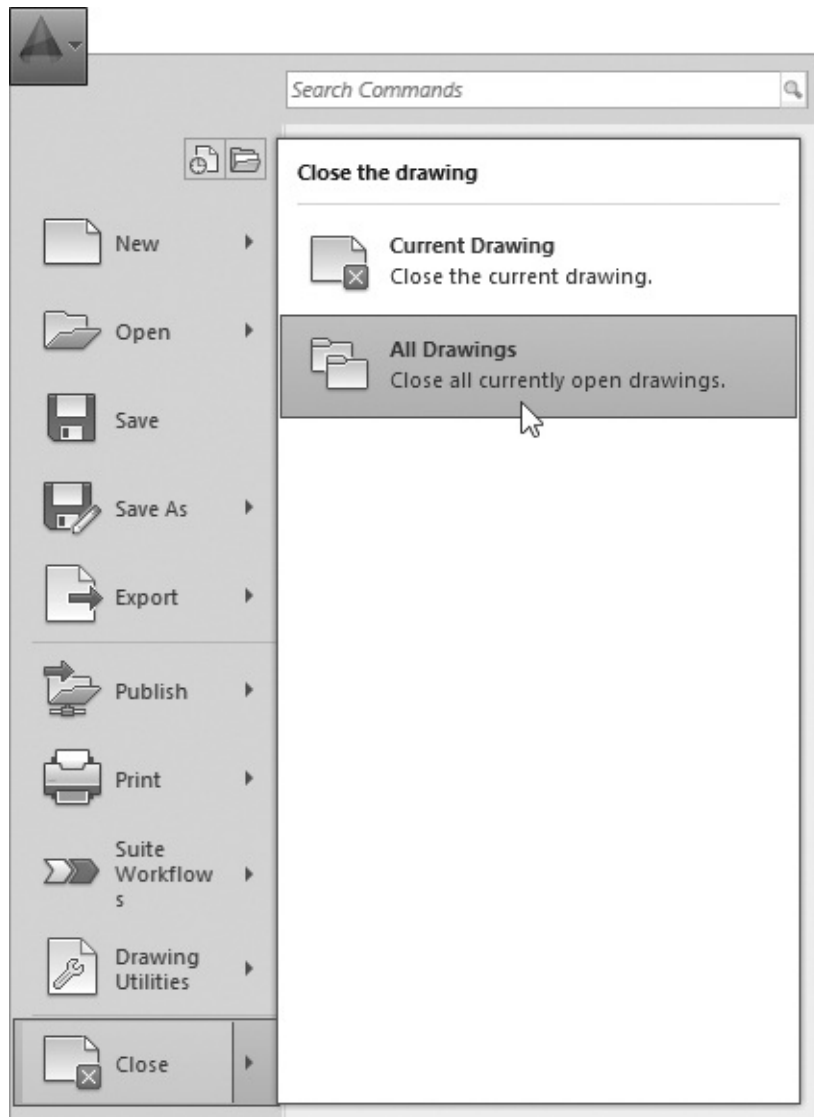 Search Commands
Close the drawing
Current Drawing
Close the current drawing.
All Drawings
Close all currently open drawings.
New
Open
Save
Save As
Export
Publish
Print
Suite
Workflow
s
Drawing
Utilities
Close